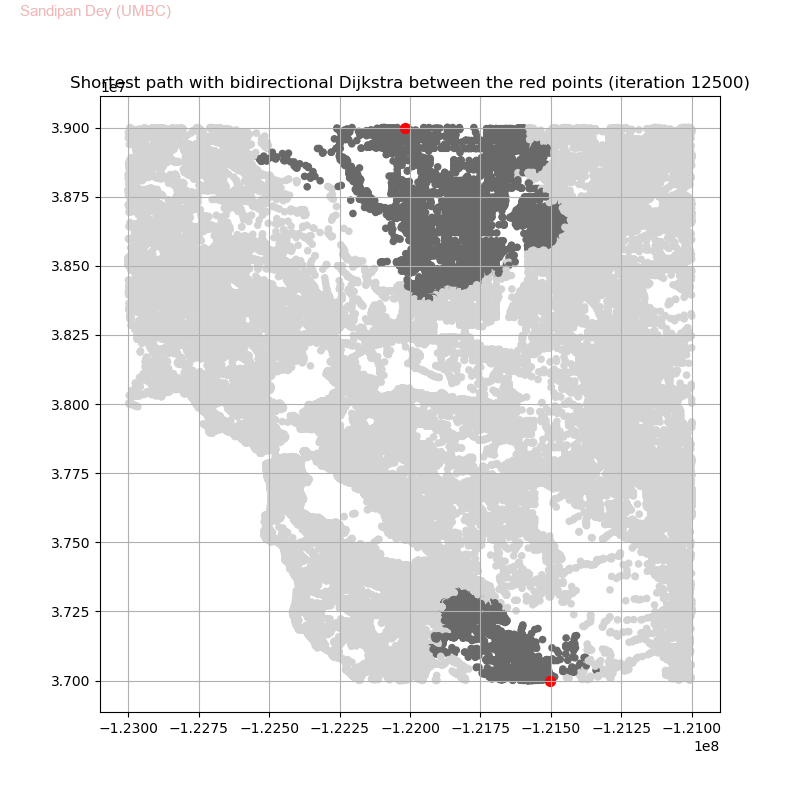 Sandipan Dey (UMBC)
Shortest path with bidirectional Dijkstra between the red points (iteration 12500)
1e7
3.900
3.875
3.850
3.825
3.800
3.775
3.750
3.725
3.700
−1.2300 −1.2275 −1.2250 −1.2225 −1.2200 −1.2175 −1.2150 −1.2125 −1.2100
1e8